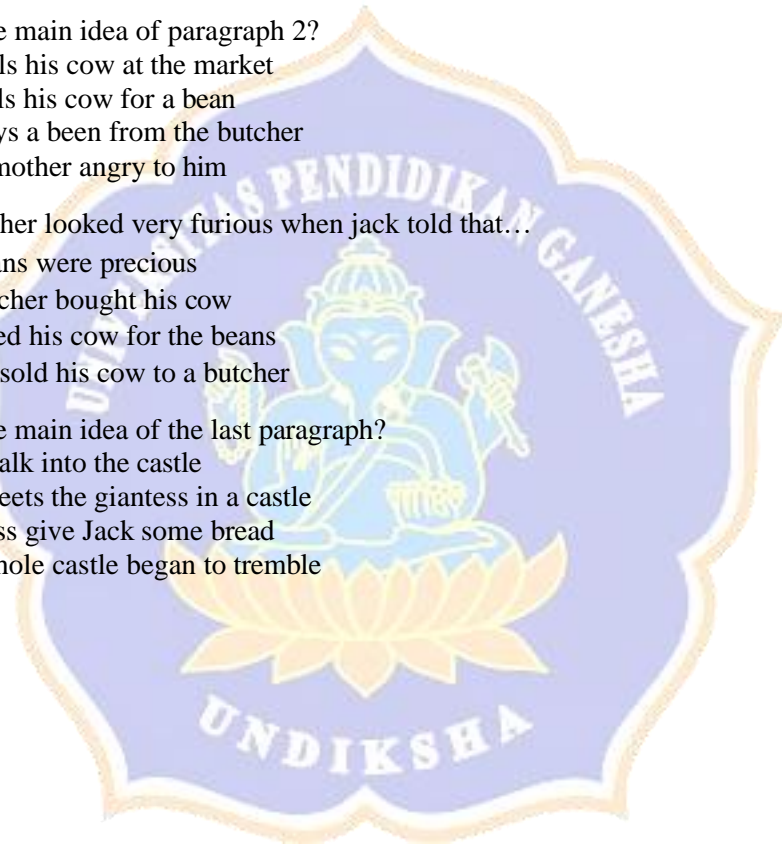 e main idea of paragraph 2?
ls his cow at the market
ls his cow for a bean
ys a been from the butcher
mother angry to him
her looked very furious when jack told that…
ans were precious
cher bought his cow
ed his cow for the beans
sold his cow to a butcher
e main idea of the last paragraph?
alk into the castle
eets the giantess in a castle
ss give Jack some bread
hole castle began to tremble
UNIVERSITAS PENDIDIKAN GANESHA
UNDIKSHA